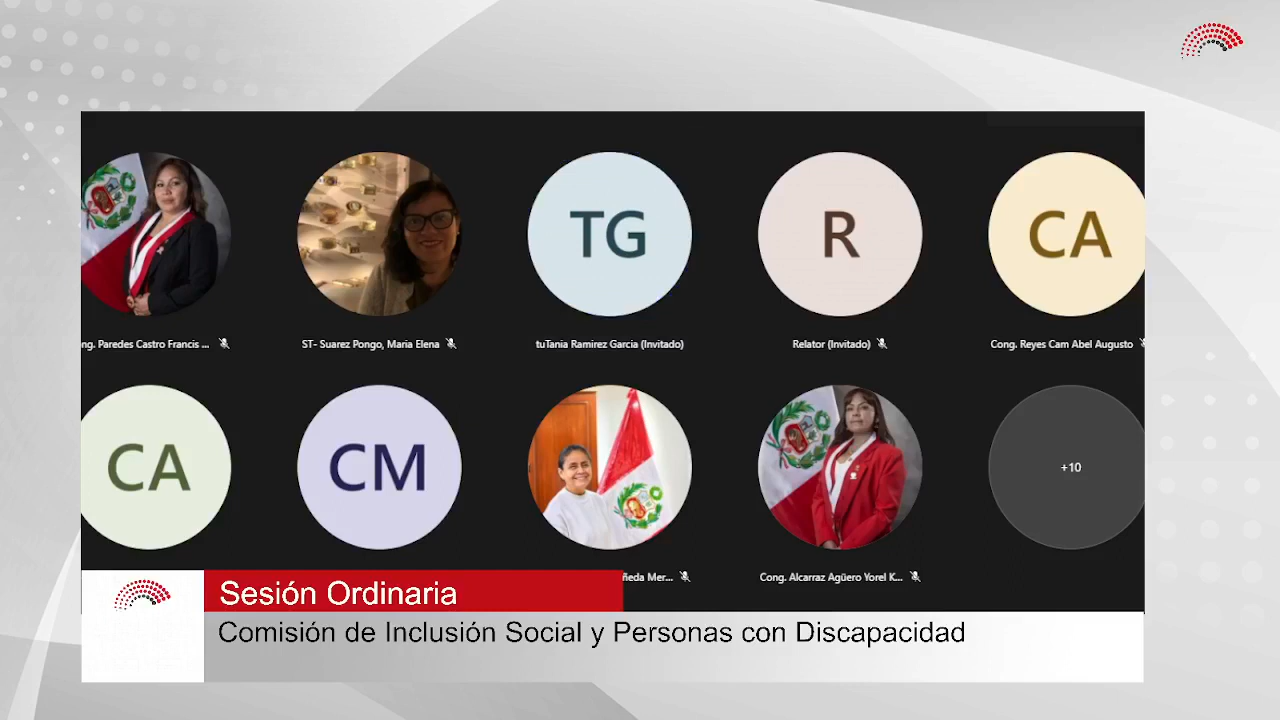 TG
R
CA
ng. Paredes Castro Francis ...
ST- Suarez Pongo, Maria Elena
tuTania Ramirez Garcia (Invitado)
Relator (Invitado)
Cong. Reyes Cam Abel Augusto
CA
CM
+10
ñeda Mer...
Cong. Alcarraz Agüero Yorel K...
Sesión Ordinaria
Comisión de Inclusión Social y Personas con Discapacidad